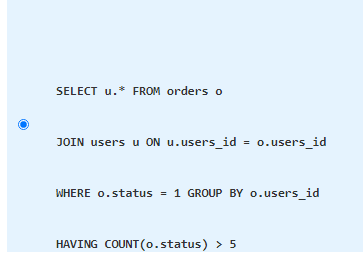 SELECT u.* FROM orders o
JOIN users u ON u.users_id = o.users_id
WHERE o.status = 1 GROUP BY o.users_id
HAVING COUNT(o.status) > 5